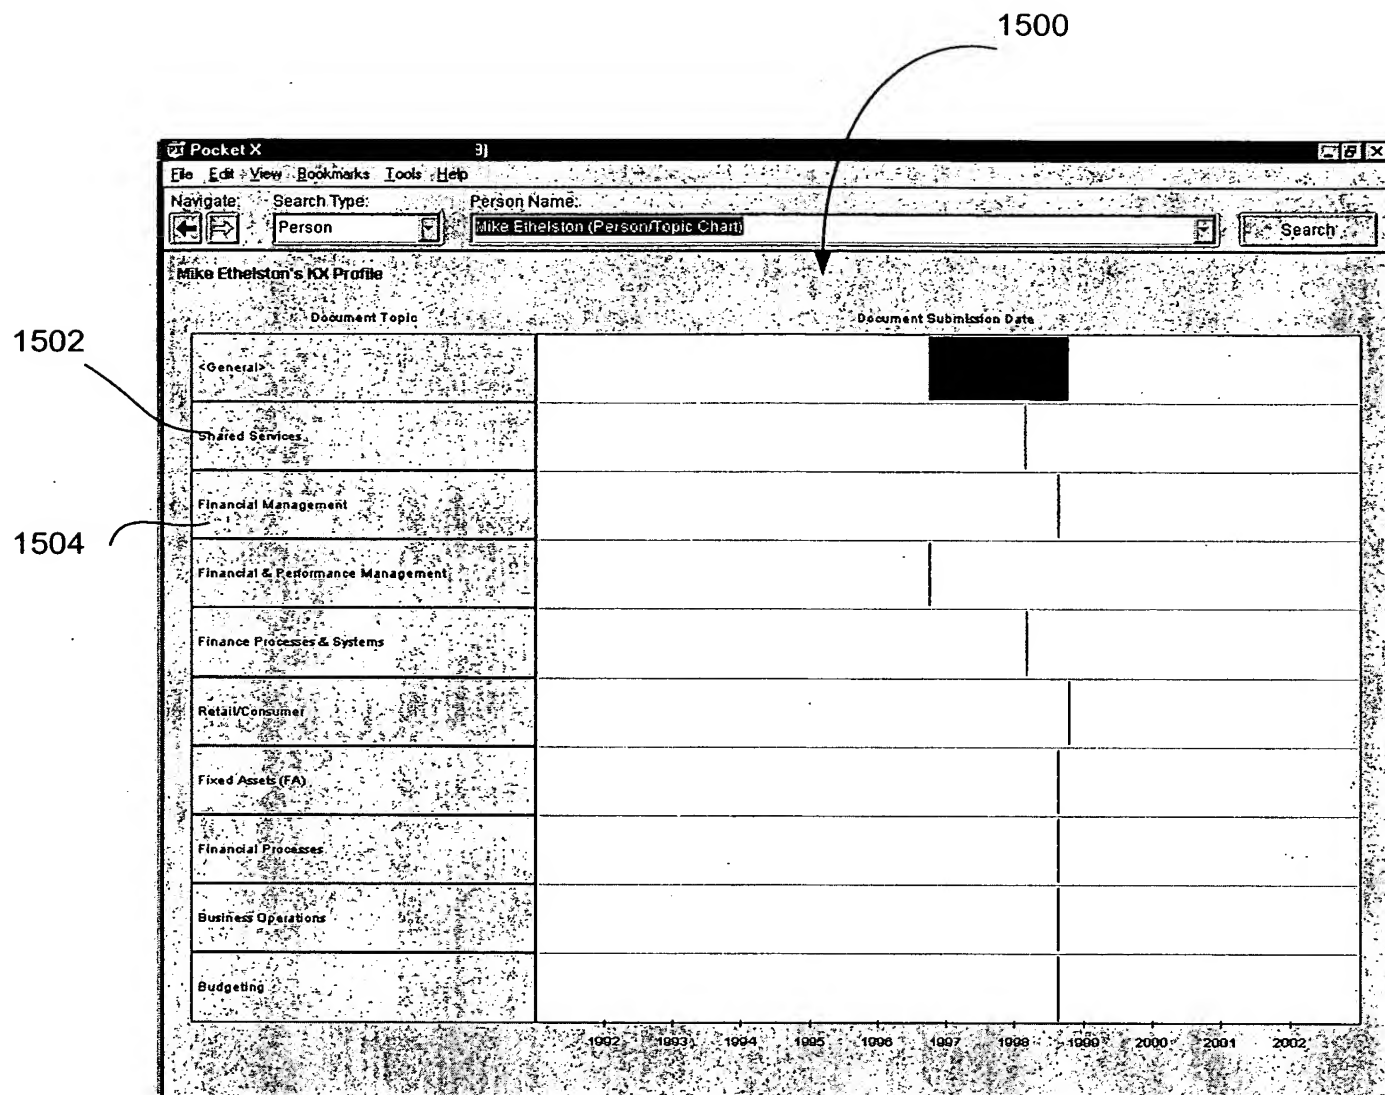 1500
Pocket X 8]
File Edit View Bookmarks Tools Help
Navigate: Search Type: Person Name:
Person Mike Ethelston (Person/Topic Chart) Search
Mike Ethelston's KX Profile
Document Topic Document Submission Date
1502
<General>
Shared Services
Financial Management
1504
Financial & Performance Management
Finance Processes & Systems
Retail/Consumer
Fixed Assets (FA)
Financial Processes
Business Operations
Budgeting
1992 1993 1994 1995 1996 1997 1998 1999 2000 2001 2002